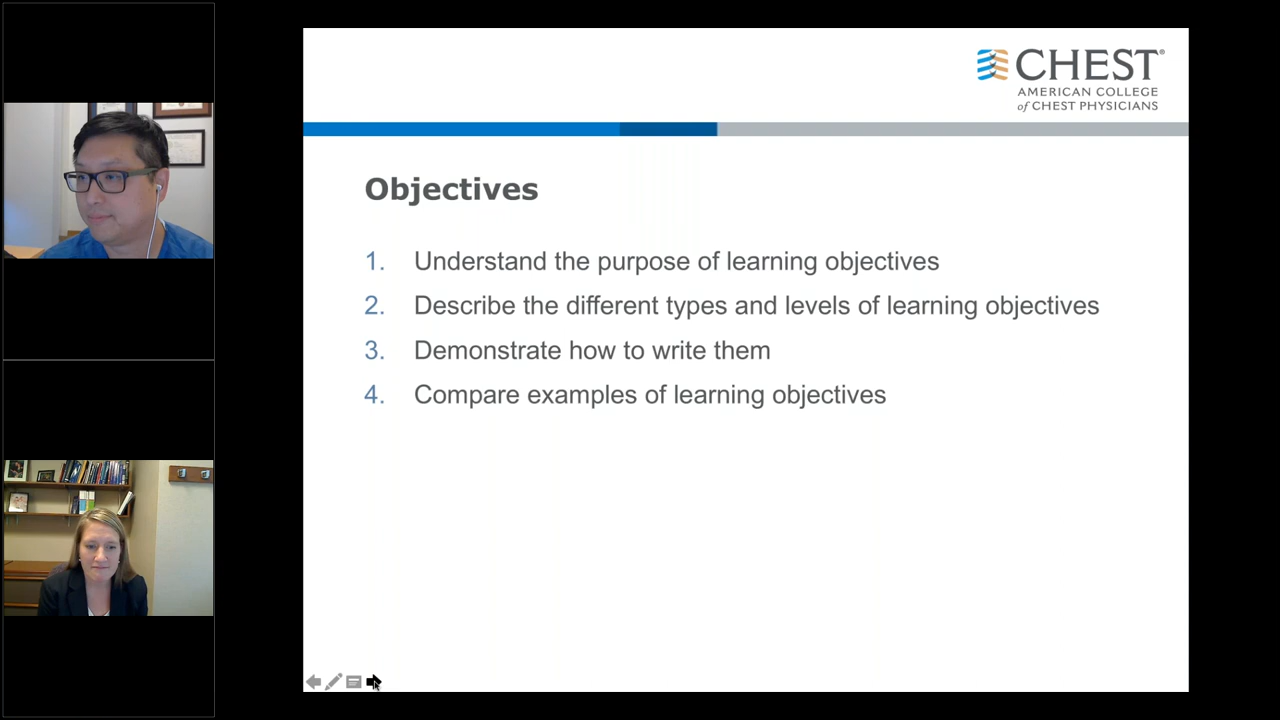 CHEST®
AMERICAN COLLEGE
of CHEST PHYSICIANS
Objectives
1. Understand the purpose of learning objectives
2. Describe the different types and levels of learning objectives
3. Demonstrate how to write them
4. Compare examples of learning objectives